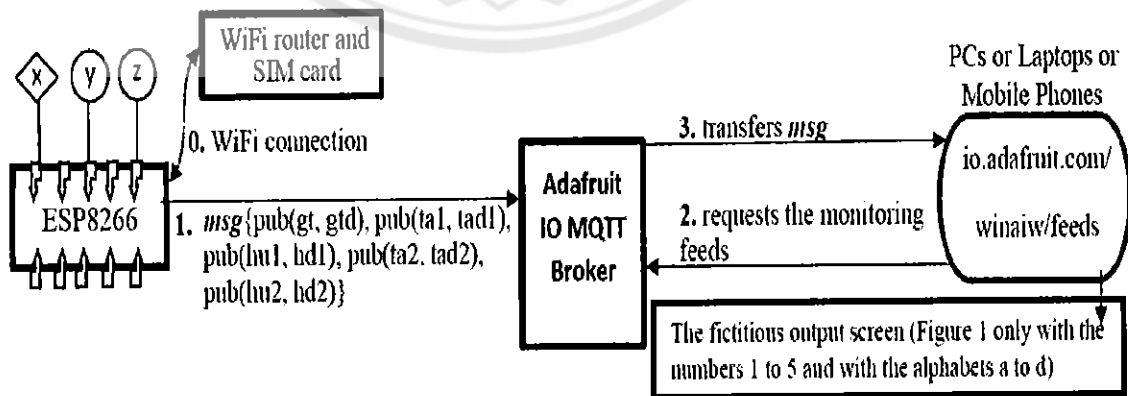 WiFi router and
SIM card
x
y
z
PCs or Laptops or
Mobile Phones
0. WiFi connection
3. transfers msg
ESP8266
1. msg{pub(gt, gtd), pub(ta1, tad1),
pub(hu1, hd1), pub(ta2, tad2),
pub(hu2, hd2)}
Adafruit
IO MQTT
Broker
2. requests the monitoring
feeds
io.adafruit.com/
winaiw/feeds
The fictitious output screen (Figure 1 only with the
numbers 1 to 5 and with the alphabets a to d)